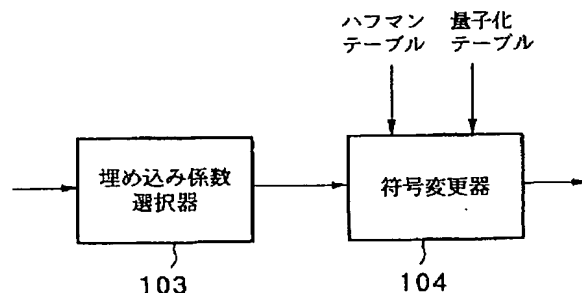 ハフマン
テーブル
量子化
テーブル
埋め込み係数
選択器
符号変更器
103
104